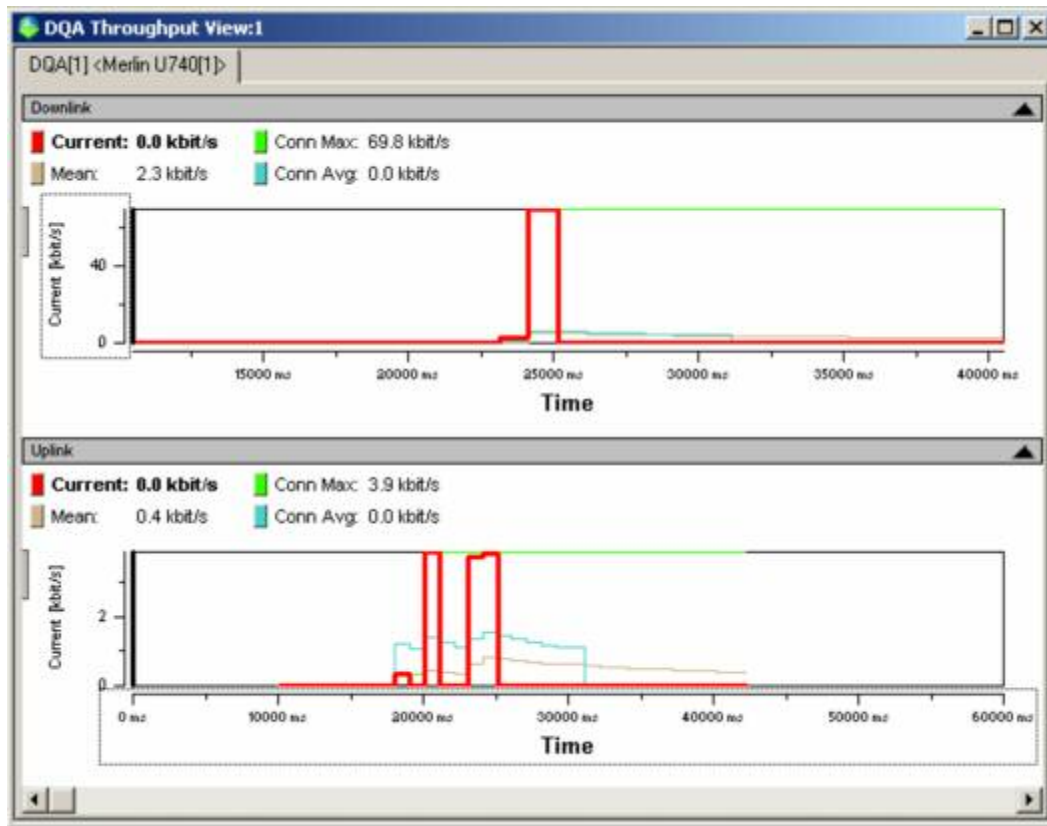 DQA Throughput View:1
DQA[1] <Merlin U740[1]>
Downlink
Current: 0.0 kbit/s Conn Max: 69.8 kbit/s
Mean: 2.3 kbit/s Conn Avg: 0.0 kbit/s
Current [kbit/s]
40
0
15000 ms 20000 ms 25000 ms 30000 ms 35000 ms 40000 ms
Time
Uplink
Current: 0.0 kbit/s Conn Max: 3.9 kbit/s
Mean: 0.4 kbit/s Conn Avg: 0.0 kbit/s
Current [kbit/s]
2
0
0 ms 10000 ms 20000 ms 30000 ms 40000 ms 50000 ms 60000 ms
Time